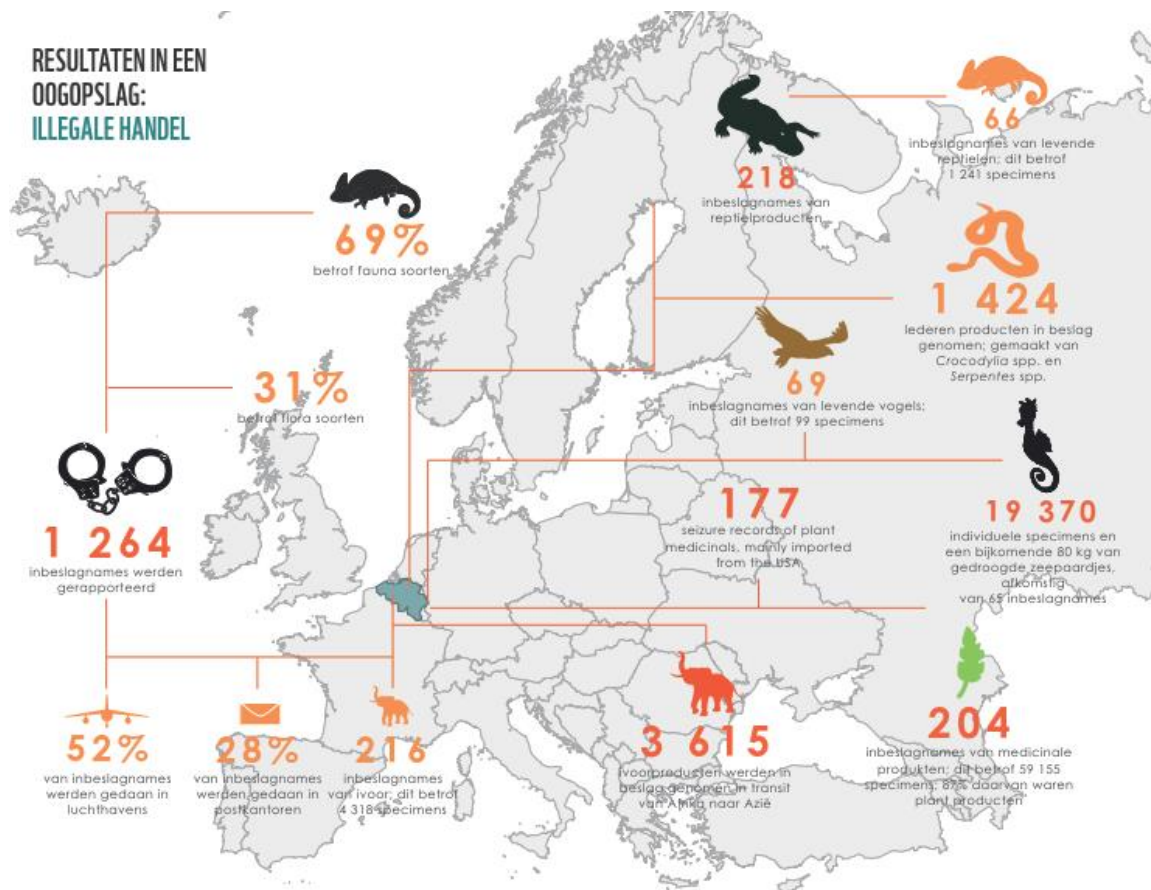 RESULTATEN IN EEN
OOGOPSLAG:
ILLEGALE HANDEL
69%
betrof fauna soorten
31%
betrof flora soorten
1 264
inbeslagnames werden
gerapporteerd
52%
van inbeslagnames
werden gedaan in
luchthavens
28%
van inbeslagnames
werden gedaan in
postkantoren
216
inbeslagnames
van ivoor; dit betrof
4 318 specimens
218
inbeslagnames van
reptielproducten
66
inbeslagnames van levende
reptielen; dit betrof
1 241 specimens
1 424
lederen producten in beslag
genomen; gemaakt van
Crocodylia spp. en
Serpentes spp.
69
inbeslagnames van levende vogels;
dit betrof 99 specimens
177
seizure records of plant
medicinals, mainly imported
from the USA
19 370
individuele specimens en
een bijkomende 80 kg van
gedroogde zeepaardjes,
afkomstig
van 65 inbeslagnames
3 615
ivoorproducten werden in
beslag genomen in transit
van Afrika naar Azië
204
inbeslagnames van medicinale
produkten; dit betrof 59 155
specimens; 87% daarvan waren
plant producten